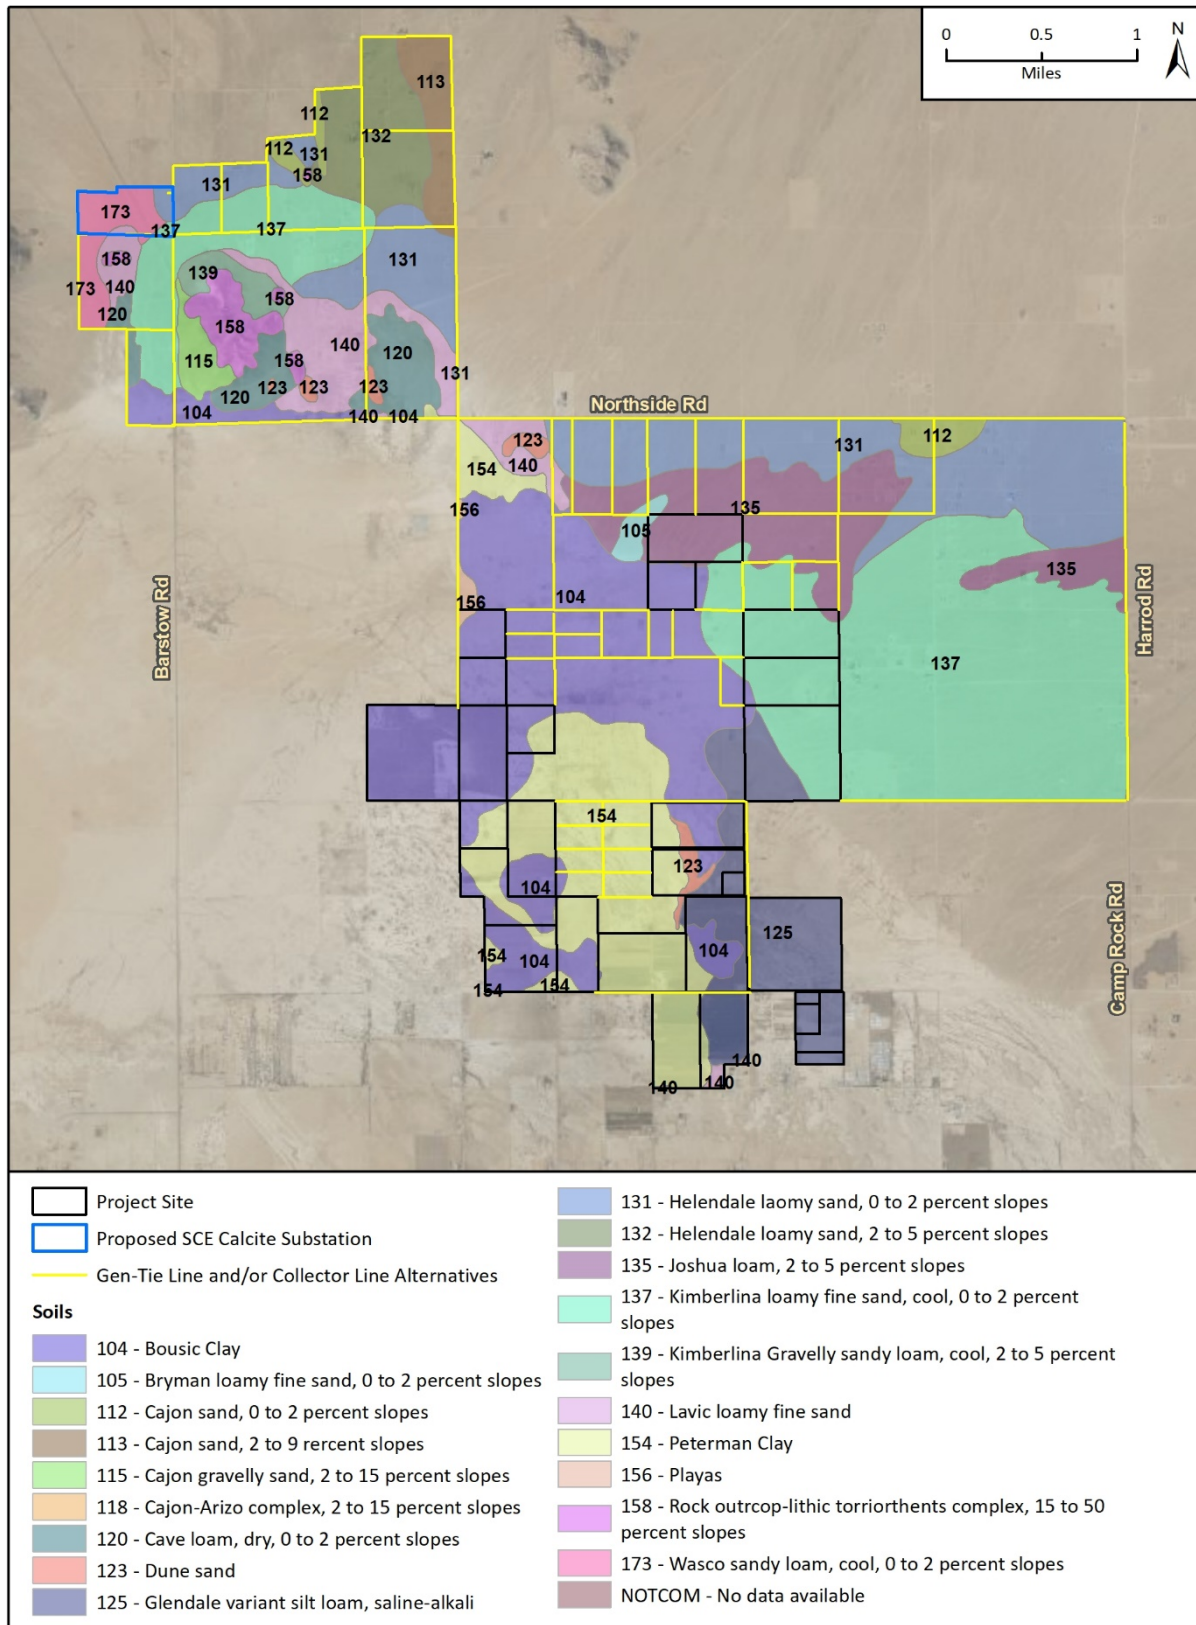 0 0.5 1
Miles
N
113
112
132
112
131
158
131
173
137
137
131
158
139
173
140
158
120
158
140
120
115
158
131
123
123
123
120
104
140
104
Northside Rd
123
131
112
154
140
156
135
105
135
Harrod Rd
Barstow Rd
104
156
137
154
123
104
Camp Rock Rd
125
104
154
104
154
154
140
140
140
Project Site
Proposed SCE Calcite Substation
Gen-Tie Line and/or Collector Line Alternatives
Soils
104 - Bousic Clay
105 - Bryman loamy fine sand, 0 to 2 percent slopes
112 - Cajon sand, 0 to 2 percent slopes
113 - Cajon sand, 2 to 9 rercent slopes
115 - Cajon gravelly sand, 2 to 15 percent slopes
118 - Cajon-Arizo complex, 2 to 15 percent slopes
120 - Cave loam, dry, 0 to 2 percent slopes
123 - Dune sand
125 - Glendale variant silt loam, saline-alkali
131 - Helendale laomy sand, 0 to 2 percent slopes
132 - Helendale loamy sand, 2 to 5 percent slopes
135 - Joshua loam, 2 to 5 percent slopes
137 - Kimberlina loamy fine sand, cool, 0 to 2 percent
slopes
139 - Kimberlina Gravelly sandy loam, cool, 2 to 5 percent
slopes
140 - Lavic loamy fine sand
154 - Peterman Clay
156 - Playas
158 - Rock outrcop-lithic torriorthents complex, 15 to 50
percent slopes
173 - Wasco sandy loam, cool, 0 to 2 percent slopes
NOTCOM - No data available